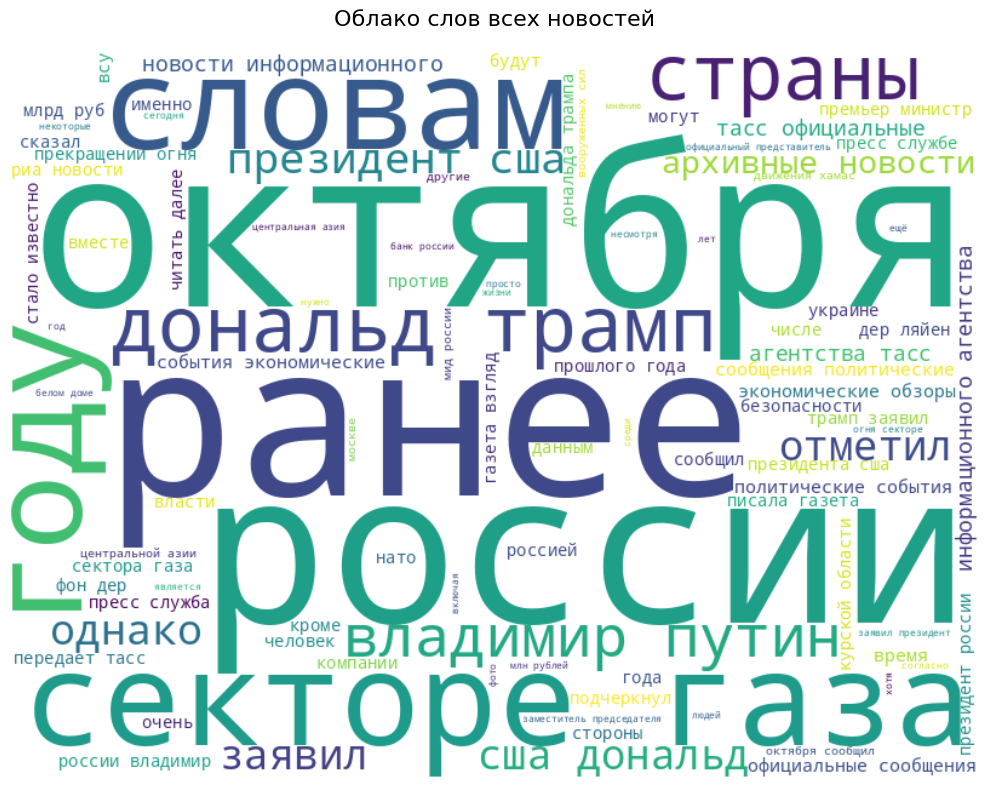 Облако слов всех новостей
всу
новости информационного
будут
страны
словам
млрд руб
именно
сегодня
некоторые
сказал
дональда трампа
вооруженных сил
мнению
могут
премьер министр
тасс официальные
официальный представитель
пресс службе
прекращении огня
президент сша
архивные новости
риа новости
другие
движения хамас
стало известно
читать далее
октября
вместе
центральная азия
банк россии
несмотря
лет
ещё
против
просто
жизни
нужно
информационного агентства
году
год
дональд трамп
мид россии
украине
числе
дер ляйен
события экономические
газета взгляд
прошлого года
агентства тасс
сообщения политические
белом доме
ранее
экономические обзоры
безопасности
москве
среди
трамп заявил
огня секторе
данным
отметил
сообщил
президента сша
политические события
власти
писала газета
россии
центральной азии
сектора газа
нато
россией
курской области
фон дер
является
включая
пресс служба
однако
кроме
человек
владимир путин
заявил президент
президент россии
передаёт тасс
компании
млн рублей
фото
года
время
согласно
хотя
секторе газа
подчеркнул
очень
заместитель председателя
людей
стороны
россии владимир
заявил
сша дональд
октября сообщил
официальные сообщения